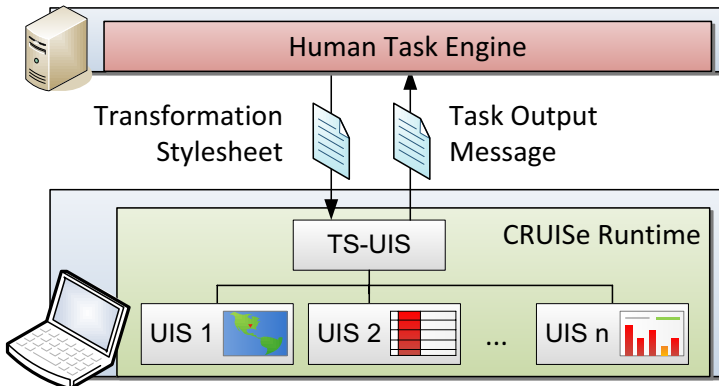 Human Task Engine
Transformation
Stylesheet
Task Output
Message
TS-UIS
CRUISe Runtime
UIS 1
UIS 2
...
UIS n